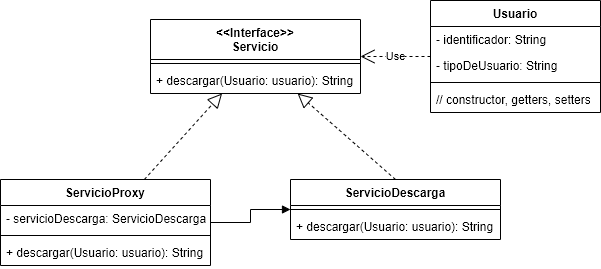 <<Interface>>
Servicio
+ descargar(Usuario: usuario): String
Usuario
- identificador: String
- tipoDeUsuario: String
// constructor, getters, setters
Use
ServicioProxy
- servicioDescarga: ServicioDescarga
+ descargar(Usuario: usuario): String
ServicioDescarga
+ descargar(Usuario: usuario): String